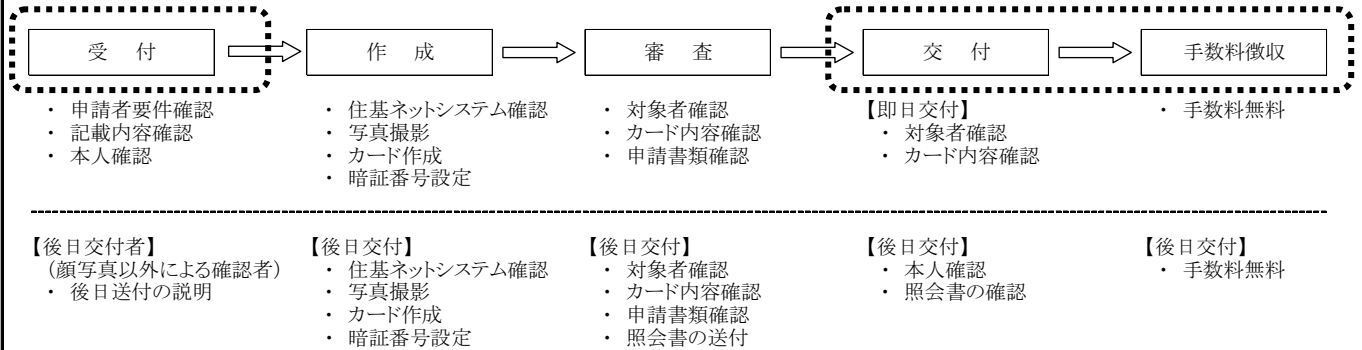 受　付　作　成　審　査　交　付　手数料徴収
・ 申請者要件確認
・ 記載内容確認
・ 本人確認
・ 住基ネットシステム確認
・ 写真撮影
・ カード作成
・ 暗証番号設定
・ 対象者確認
・ カード内容確認
・ 申請書類確認
【即日交付】
・ 対象者確認
・ カード内容確認
・ 手数料無料
【後日交付者】
(顔写真以外による確認者)
・ 後日送付の説明
【後日交付】
・ 住基ネットシステム確認
・ 写真撮影
・ カード作成
・ 暗証番号設定
【後日交付】
・ 対象者確認
・ カード内容確認
・ 申請書類確認
・ 照会書の送付
【後日交付】
・ 本人確認
・ 照会書の確認
【後日交付】
・ 手数料無料